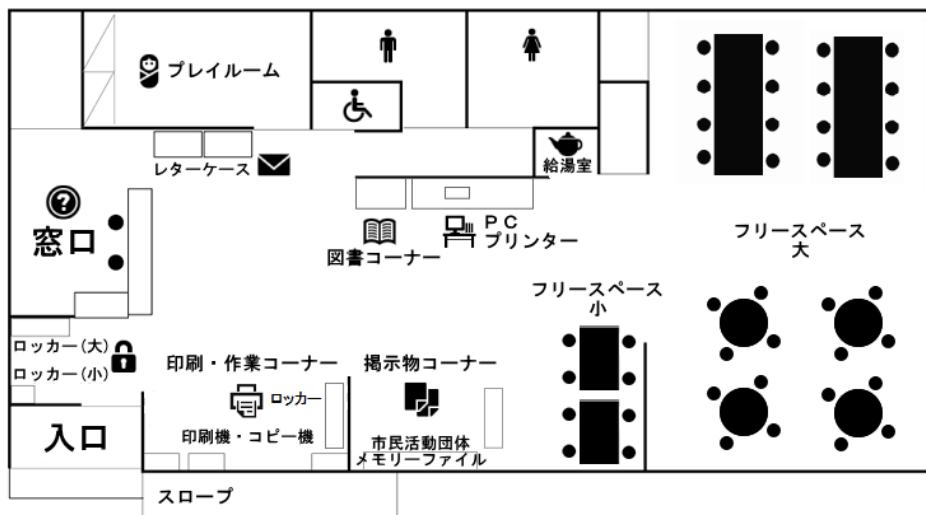 プレイルーム
レターケース
給湯室
?
窓口
図書コーナー
PC
プリンター
フリースペース
大
フリースペース
小
ロッカー(大)
ロッカー(小)
印刷・作業コーナー
ロッカー
印刷機・コピー機
掲示物コーナー
市民活動団体
メモリーファイル
入口
スロープ